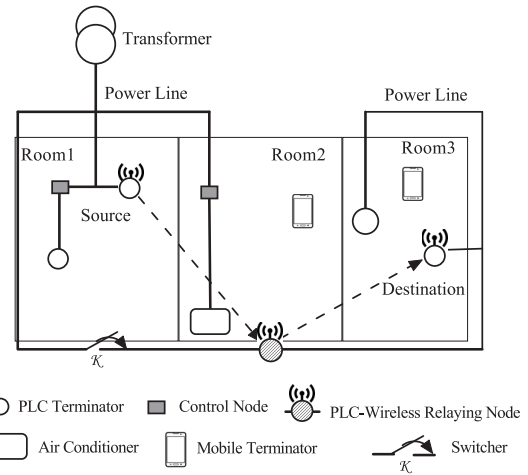 Transformer
Power Line
Power Line
Room1
Room2
Room3
Source
Destination
K
PLC Terminator
Control Node
PLC-Wireless Relaying Node
Air Conditioner
Mobile Terminator
Switcher
K